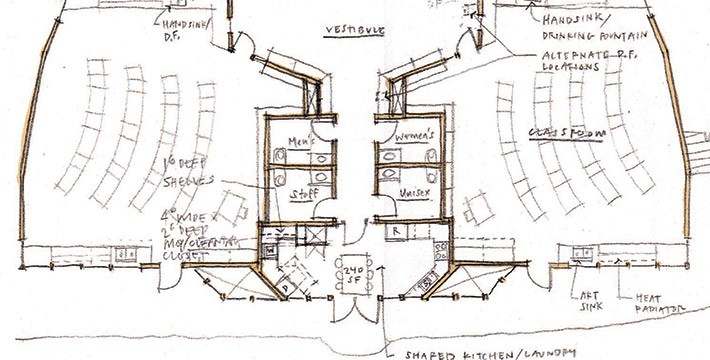 HANDSINK/
D.F.
VESTIBULE
HANDSINK/
DRINKING FOUNTAIN
ALTERNATE D.F.
LOCATIONS
CLASSROOM
Men's
Women's
Staff
Unisex
1' DEEP
SHELVES
4' WIDE x
2' DEEP
MOP/CLEANING
CLOSET
W
D
R
240
SF
ART
SINK
HEAT
RADIATOR
SHARED KITCHEN/LAUNDRY